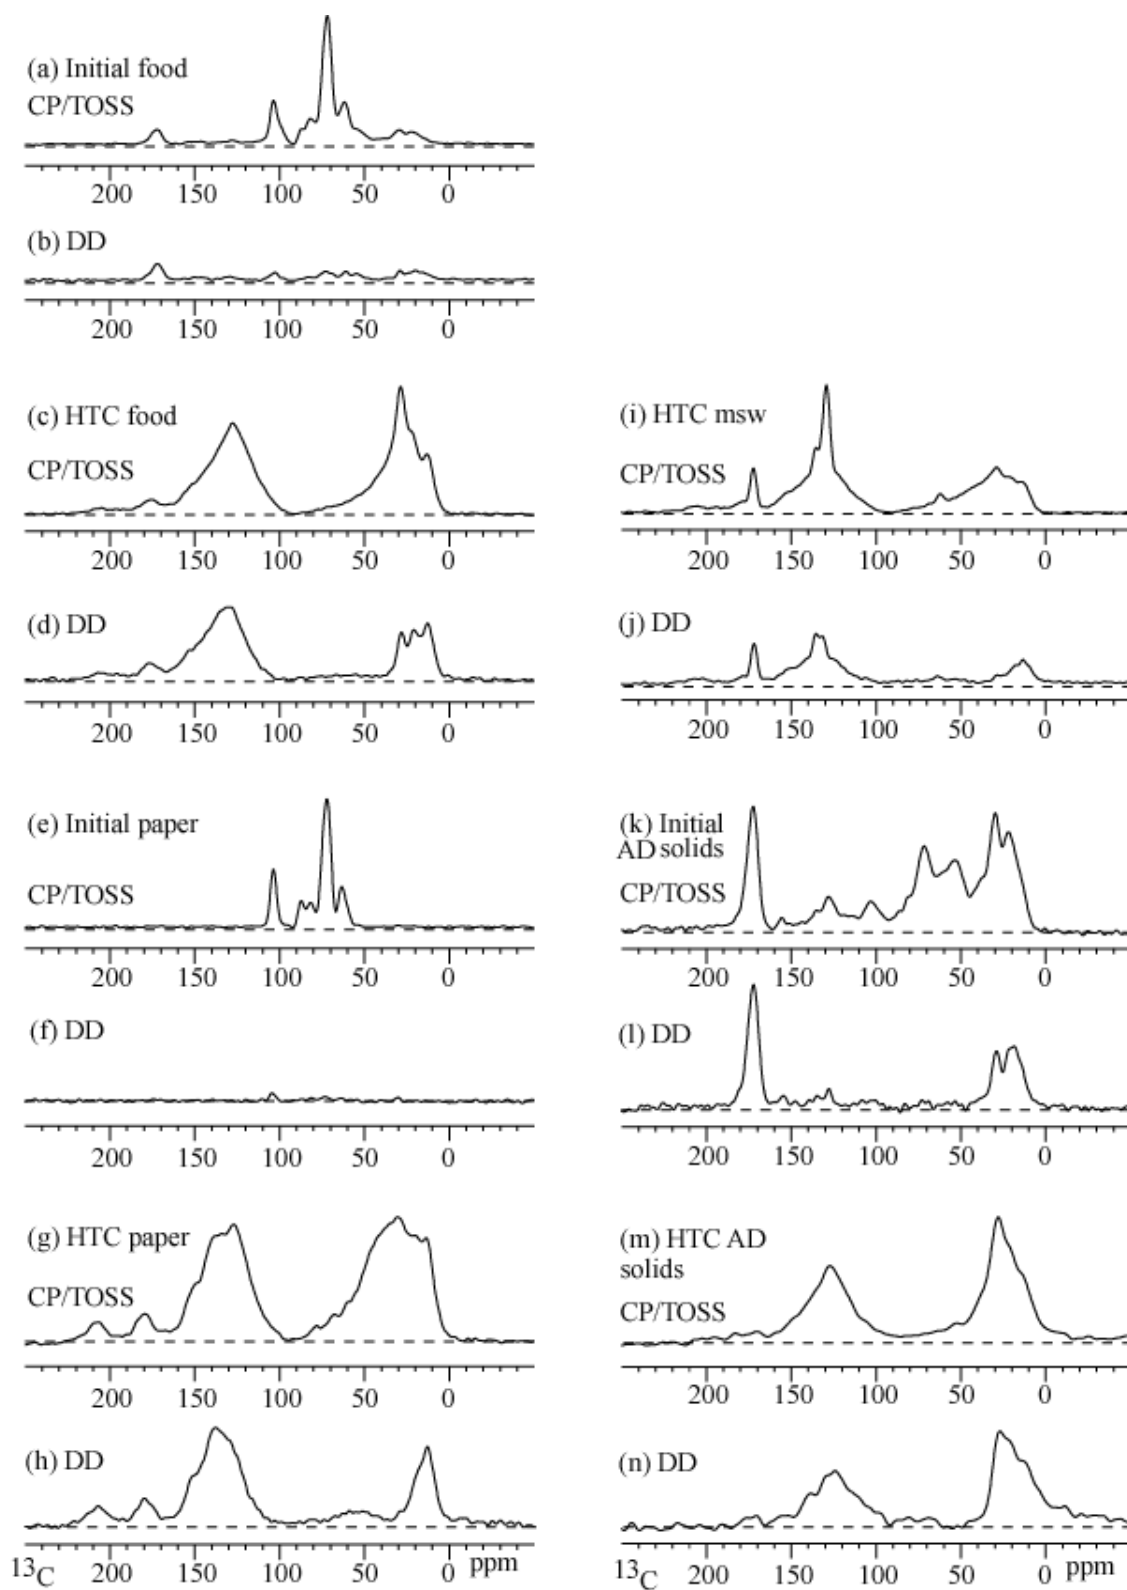 (a) Initial food
CP/TOSS
200 150 100 50 0
(b) DD
200 150 100 50 0
(c) HTC food
CP/TOSS
200 150 100 50 0
(d) DD
200 150 100 50 0
(e) Initial paper
CP/TOSS
200 150 100 50 0
(f) DD
200 150 100 50 0
(g) HTC paper
CP/TOSS
200 150 100 50 0
(h) DD
13C 200 150 100 50 0 ppm
(i) HTC msw
CP/TOSS
200 150 100 50 0
(j) DD
200 150 100 50 0
(k) Initial
AD solids
CP/TOSS
200 150 100 50 0
(l) DD
200 150 100 50 0
(m) HTC AD
solids
CP/TOSS
200 150 100 50 0
(n) DD
13C 200 150 100 50 0 ppm